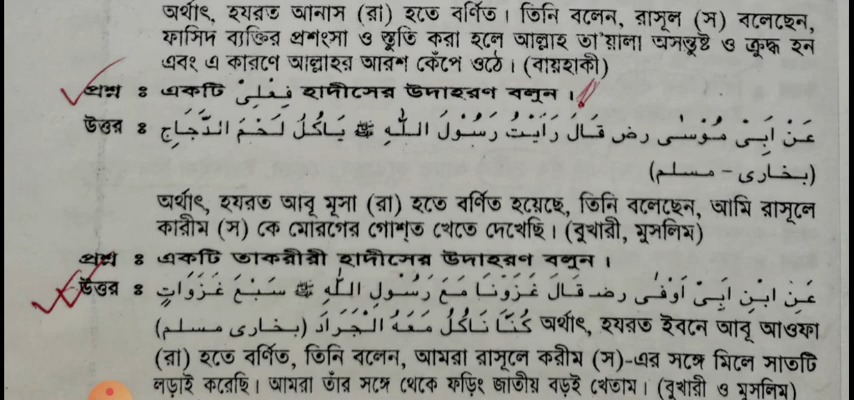 অর্থাৎ, হযরত আনাস (রা) হতে বর্ণিত। তিনি বলেন, রাসূল (স) বলেছেন,
ফাসিদ ব্যক্তির প্রশংসা ও স্তুতি করা হলে আল্লাহ তা'য়ালা অসন্তুষ্ট ও ক্রুদ্ধ হন
এবং এ কারণে আল্লাহর আরশ কেঁপে ওঠে। (বায়হাকী)
প্রশ্ন ঃ একটি فِعْلِىْ হাদীসের উদাহরণ বলুন।
উত্তর ঃ عَنْ اَبِىْ مُوْسٰى رض قَالَ رَاَيْتُ رَسُوْلَ اللّٰهِ ﷺ يَاْكُلُ لَحْمَ الدَّجَاجِ
(بخارى - مسلم)
অর্থাৎ, হযরত আবূ মূসা (রা) হতে বর্ণিত হয়েছে, তিনি বলেছেন, আমি রাসূলে
কারীম (স) কে মোরগের গোশ্‌ত খেতে দেখেছি। (বুখারী, মুসলিম)
প্রশ্ন ঃ একটি তাকরীরী হাদীসের উদাহরণ বলুন।
উত্তর ঃ عَنِ ابْنِ اَبِىْ اَوْفٰى رضـ قَالَ غَزَوْنَا مَعَ رَسُوْلِ اللّٰهِ ﷺ سَبْعَ غَزَوَاتٍ
كُنَّا نَاْكُلُ مَعَهُ الْجَرَادَ (بخارى مسلم) অর্থাৎ, হযরত ইবনে আবূ আওফা
(রা) হতে বর্ণিত, তিনি বলেন, আমরা রাসূলে করীম (স)-এর সঙ্গে মিলে সাতটি
লড়াই করেছি। আমরা তাঁর সঙ্গে থেকে ফড়িং জাতীয় বড়ই খেতাম। (বুখারী ও মুসলিম)